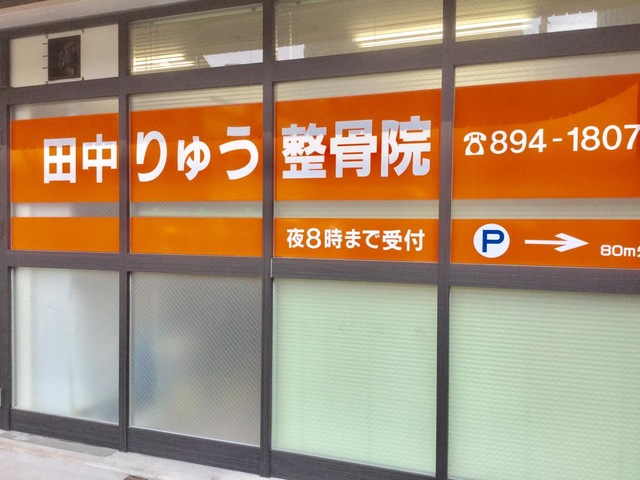 田中りゅう整骨院
☎894-1807
夜8時まで受付
P → 80m